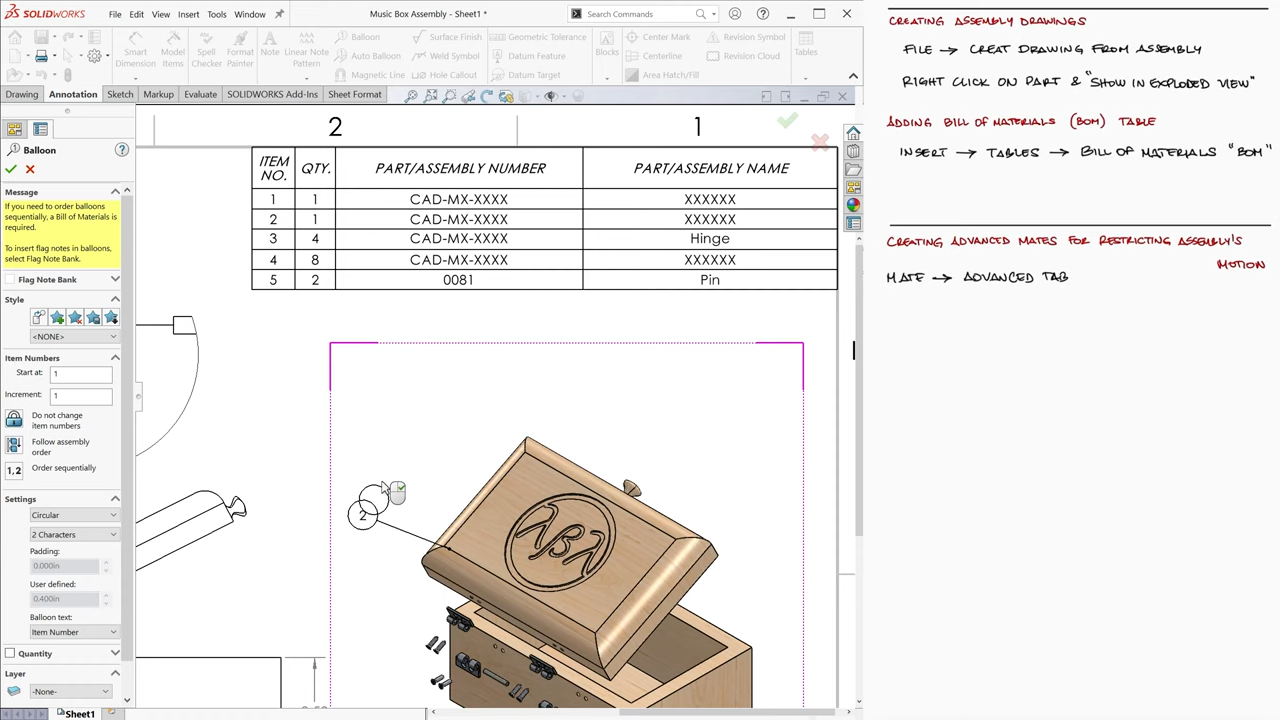 SOLIDWORKS
File Edit View Insert Tools Window
Music Box Assembly - Sheet1 *
Search Commands
Smart Dimension
Model Items
Spell Checker
Format Painter
Note
Linear Note Pattern
Balloon
Auto Balloon
Magnetic Line
Surface Finish
Weld Symbol
Hole Callout
Geometric Tolerance
Datum Feature
Datum Target
Blocks
Center Mark
Centerline
Area Hatch/Fill
Revision Symbol
Revision Cloud
Tables
Drawing Annotation Sketch Markup Evaluate SOLIDWORKS Add-Ins Sheet Format
Balloon
Message
If you need to order balloons
sequentially, a Bill of Materials is
required.
To insert flag notes in balloons,
select Flag Note Bank.
Flag Note Bank
Style
<NONE>
Item Numbers
Start at: 1
Increment: 1
Do not change
item numbers
Follow assembly
order
1,2 Order sequentially
Settings
Circular
2 Characters
Padding:
0.000in
User defined:
0.400in
Balloon text:
Item Number
Quantity
Layer
-None-
Sheet1
2 1
ITEM NO. QTY. PART/ASSEMBLY NUMBER PART/ASSEMBLY NAME
1 1 CAD-MX-XXXX XXXXXX
2 1 CAD-MX-XXXX XXXXXX
3 4 CAD-MX-XXXX Hinge
4 8 CAD-MX-XXXX XXXXXX
5 2 0081 Pin
2
CREATING ASSEMBLY DRAWINGS
FILE → CREAT DRAWING FROM ASSEMBLY
RIGHT CLICK ON PART & "SHOW IN EXPLODED VIEW"
ADDING BILL OF MATERIALS (BOM) TABLE
INSERT → TABLES → BILL OF MATERIALS "BOM"
CREATING ADVANCED MATES FOR RESTRICTING ASSEMBLY'S
MOTION
MATE → ADVANCED TAB